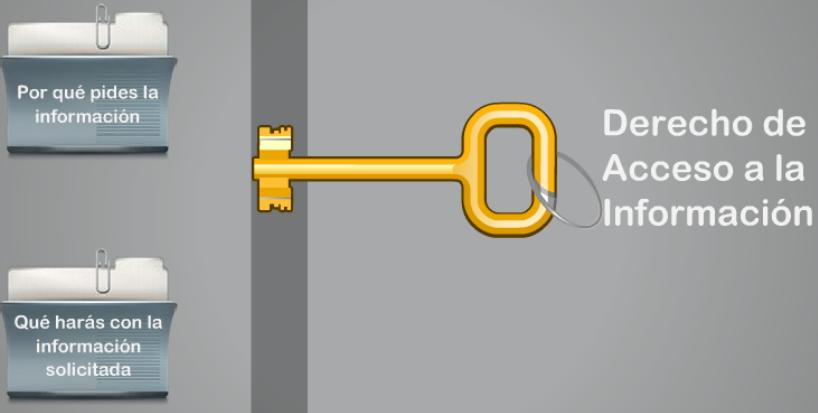 Por qué pides la
información
Derecho de
Acceso a la
Información
Qué harás con la
información
solicitada